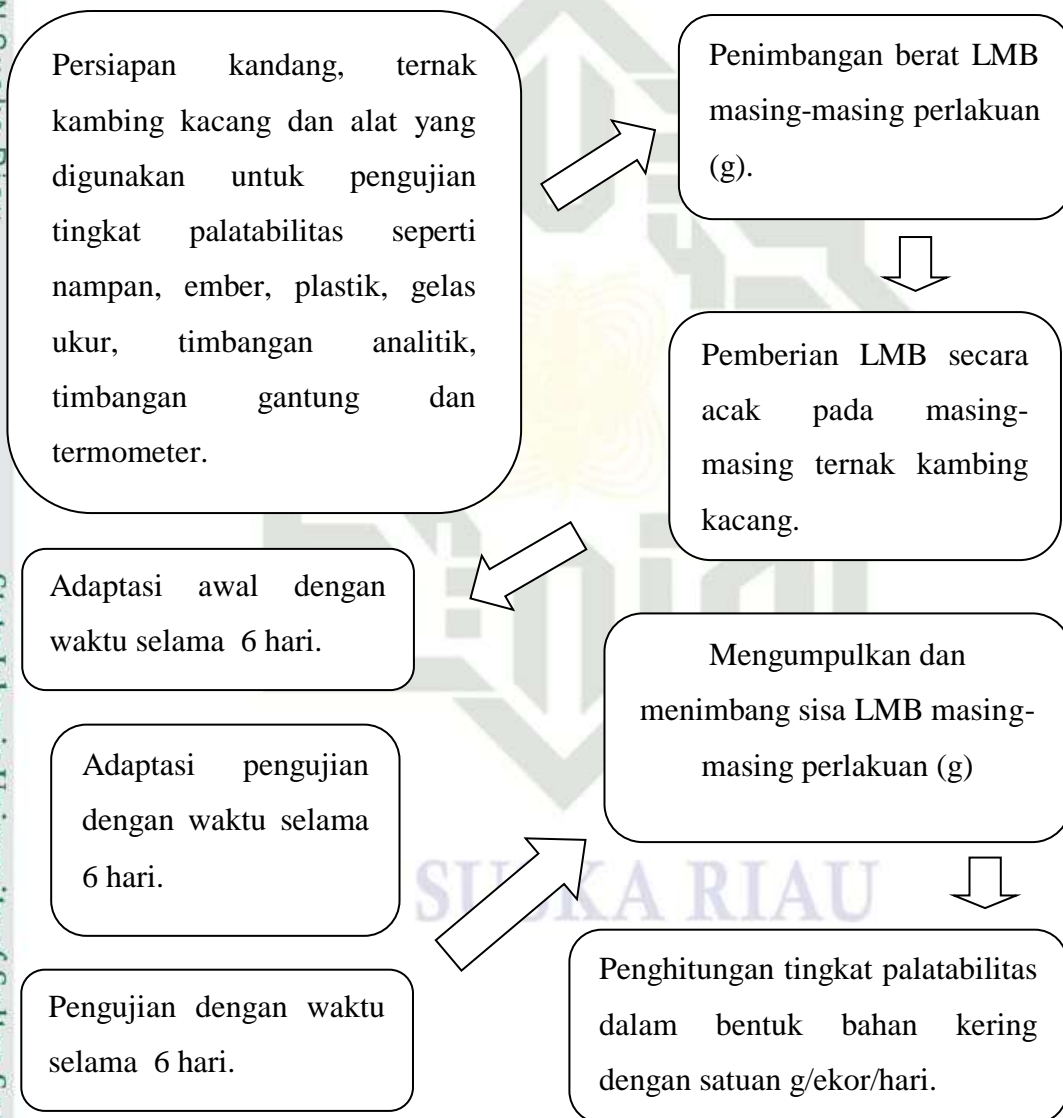 Persiapan kandang, ternak
kambing kacang dan alat yang
digunakan untuk pengujian
tingkat palatabilitas seperti
nampan, ember, plastik, gelas
ukur, timbangan analitik,
timbangan gantung dan
termometer.
Penimbangan berat LMB
masing-masing perlakuan
(g).
Pemberian LMB secara
acak pada masing-
masing ternak kambing
kacang.
Adaptasi awal dengan
waktu selama 6 hari.
Adaptasi pengujian
dengan waktu selama
6 hari.
Pengujian dengan waktu
selama 6 hari.
Mengumpulkan dan
menimbang sisa LMB masing-
masing perlakuan (g)
SUSKA RIAU
Penghitungan tingkat palatabilitas
dalam bentuk bahan kering
dengan satuan g/ekor/hari.